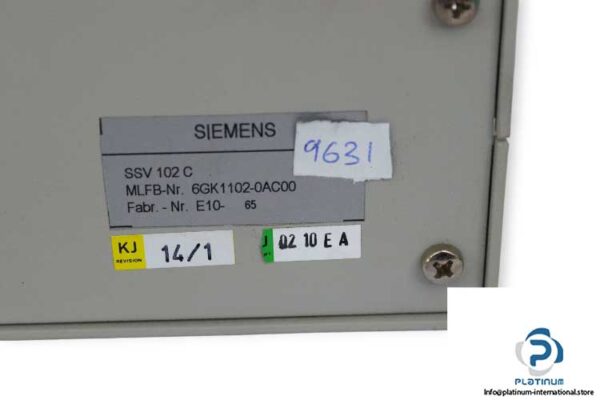 SIEMENS
9631
SSV 102 C
MLFB-Nr. 6GK1102-0AC00
Fabr. - Nr. E10- 65
KJ
REVISION
14/1
J
02 10 E A
PLATINUM
Info@platinum-international.store